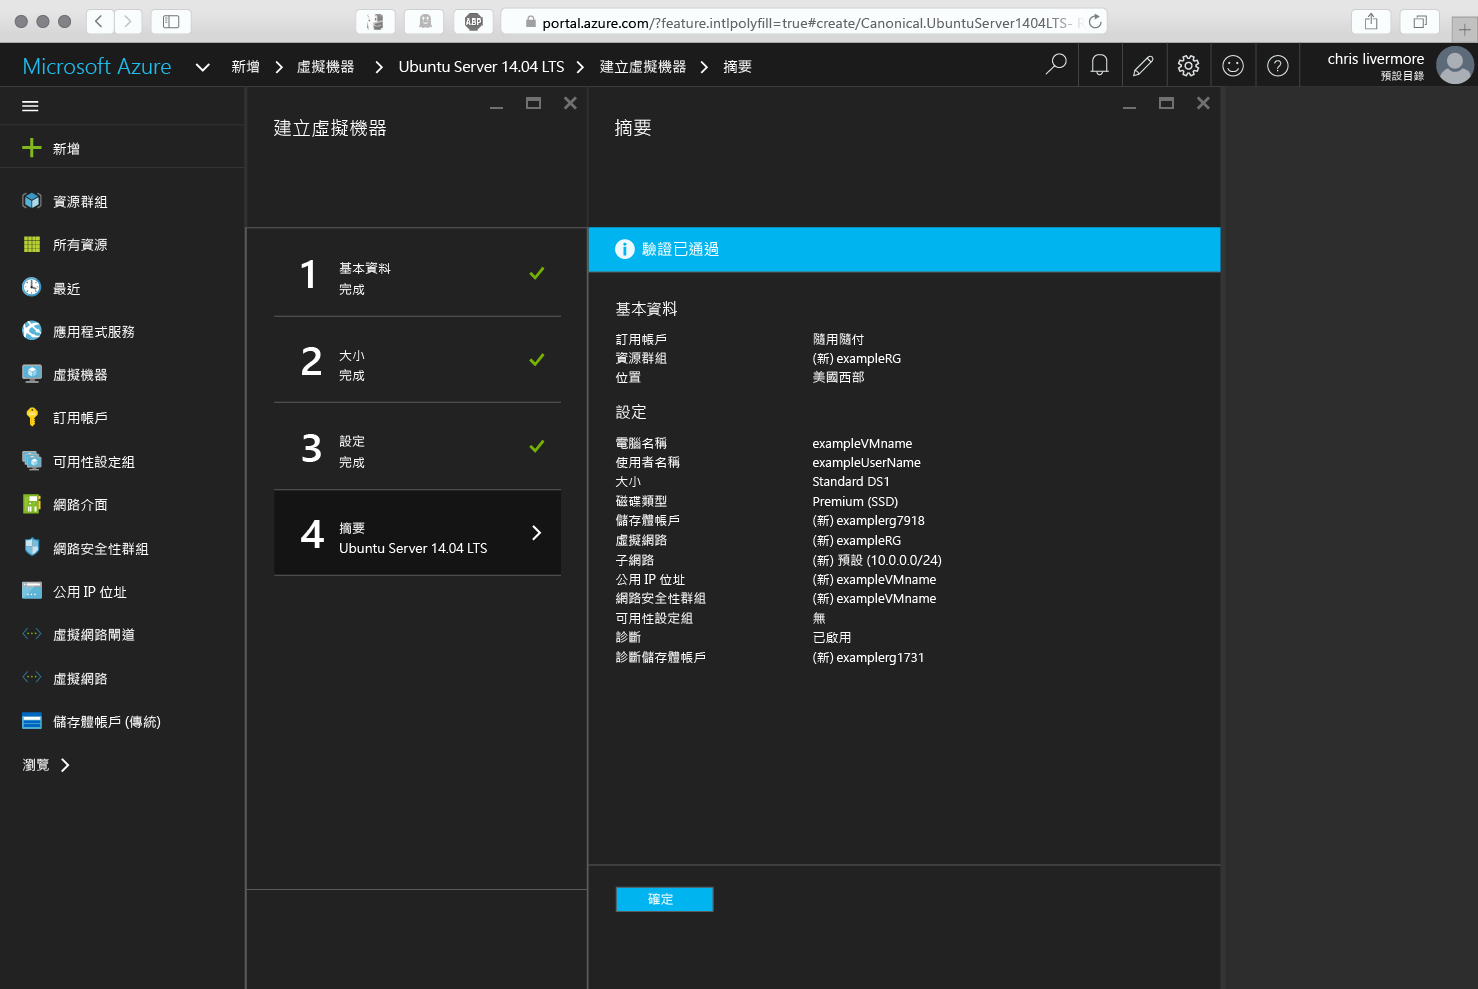 ABP
portal.azure.com/?feature.intlpolyfill=true#create/Canonical.UbuntuServer1404LTS-
Microsoft Azure
新增
虛擬機器
Ubuntu Server 14.04 LTS
建立虛擬機器
摘要
chris livermore
預設目錄
新增
資源群組
所有資源
最近
應用程式服務
虛擬機器
訂用帳戶
可用性設定組
網路介面
網路安全性群組
公用 IP 位址
虛擬網路閘道
虛擬網路
儲存體帳戶 (傳統)
瀏覽
建立虛擬機器
1 基本資料
完成
2 大小
完成
3 設定
完成
4 摘要
Ubuntu Server 14.04 LTS
摘要
驗證已通過
基本資料
訂用帳戶 隨用隨付
資源群組 (新) exampleRG
位置 美國西部
設定
電腦名稱 exampleVMname
使用者名稱 exampleUserName
大小 Standard DS1
磁碟類型 Premium (SSD)
儲存體帳戶 (新) examplerg7918
虛擬網路 (新) exampleRG
子網路 (新) 預設 (10.0.0.0/24)
公用 IP 位址 (新) exampleVMname
網路安全性群組 (新) exampleVMname
可用性設定組 無
診斷 已啟用
診斷儲存體帳戶 (新) examplerg1731
確定